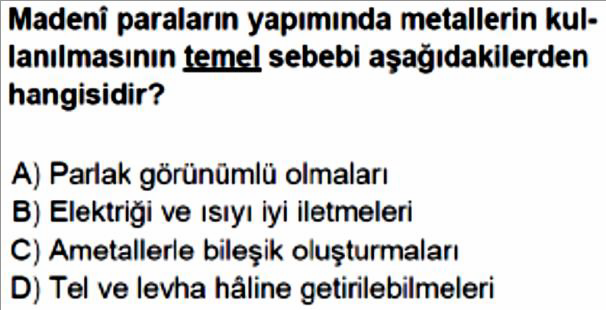 Madenî paraların yapımında metallerin kul-
lanılmasının temel sebebi aşağıdakilerden
hangisidir?
A) Parlak görünümlü olmaları
B) Elektriği ve ısıyı iyi iletmeleri
C) Ametallerle bileşik oluşturmaları
D) Tel ve levha hâline getirilebilmeleri